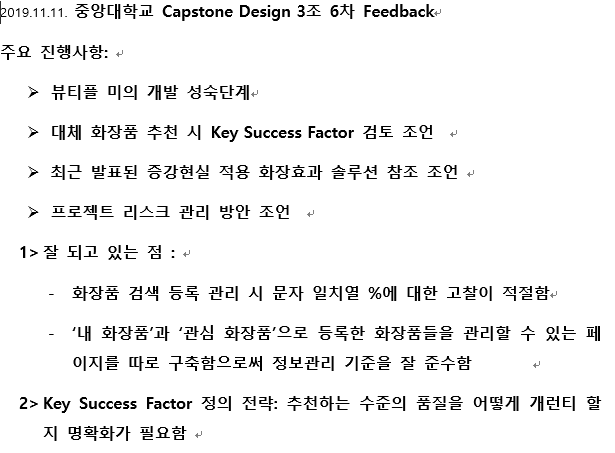 2019.11.11. 중앙대학교 Capstone Design 3조 6차 Feedback
주요 진행사항:
➢ 뷰티플 미의 개발 성숙단계
➢ 대체 화장품 추천 시 Key Success Factor 검토 조언
➢ 최근 발표된 증강현실 적용 화장효과 솔루션 참조 조언
➢ 프로젝트 리스크 관리 방안 조언
1> 잘 되고 있는 점 :
- 화장품 검색 등록 관리 시 문자 일치열 %에 대한 고찰이 적절함
- ‘내 화장품’과 ‘관심 화장품’으로 등록한 화장품들을 관리할 수 있는 페
이지를 따로 구축함으로써 정보관리 기준을 잘 준수함
2> Key Success Factor 정의 전략: 추천하는 수준의 품질을 어떻게 개런티 할
지 명확화가 필요함